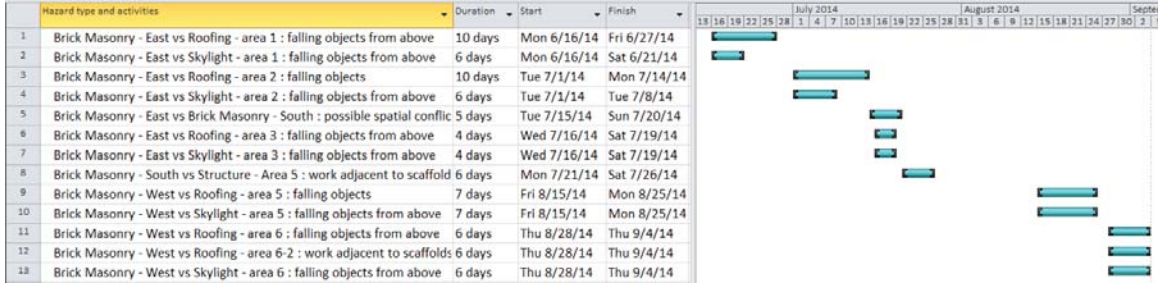 Hazard type and activities Duration Start Finish July 2014 August 2014 Septe
13 16 19 22 25 28 1 4 7 10 13 16 19 22 25 28 31 3 6 9 12 15 18 21 24 27 30 2 5
1 Brick Masonry - East vs Roofing - area 1 : falling objects from above 10 days Mon 6/16/14 Fri 6/27/14
2 Brick Masonry - East vs Skylight - area 1 : falling objects from above 6 days Mon 6/16/14 Sat 6/21/14
3 Brick Masonry - East vs Roofing - area 2 : falling objects 10 days Tue 7/1/14 Mon 7/14/14
4 Brick Masonry - East vs Skylight - area 2 : falling objects from above 6 days Tue 7/1/14 Tue 7/8/14
5 Brick Masonry - East vs Brick Masonry - South : possible spatial conflic 5 days Tue 7/15/14 Sun 7/20/14
6 Brick Masonry - East vs Roofing - area 3 : falling objects from above 4 days Wed 7/16/14 Sat 7/19/14
7 Brick Masonry - East vs Skylight - area 3 : falling objects from above 4 days Wed 7/16/14 Sat 7/19/14
8 Brick Masonry - South vs Structure - Area 5 : work adjacent to scaffold 6 days Mon 7/21/14 Sat 7/26/14
9 Brick Masonry - West vs Roofing - area 5 : falling objects 7 days Fri 8/15/14 Mon 8/25/14
10 Brick Masonry - West vs Skylight - area 5 : falling objects from above 7 days Fri 8/15/14 Mon 8/25/14
11 Brick Masonry - West vs Roofing - area 6 : falling objects from above 6 days Thu 8/28/14 Thu 9/4/14
12 Brick Masonry - West vs Roofing - area 6-2 : work adjacent to scaffolds 6 days Thu 8/28/14 Thu 9/4/14
13 Brick Masonry - West vs Skylight - area 6 : falling objects from above 6 days Thu 8/28/14 Thu 9/4/14